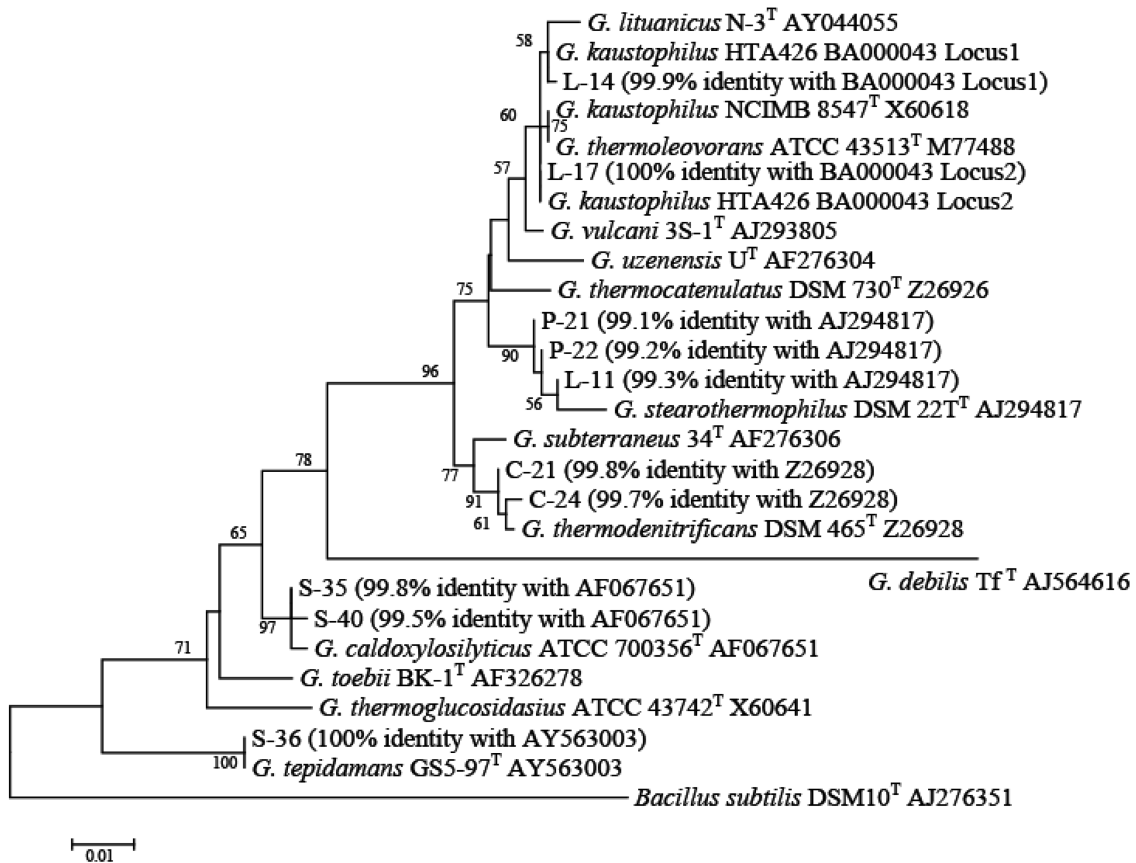 G. lituanicus N-3T AY044055
58
G. kaustophilus HTA426 BA000043 Locus1
L-14 (99.9% identity with BA000043 Locus1)
G. kaustophilus NCIMB 8547T X60618
60
75
G. thermoleovorans ATCC 43513T M77488
57
L-17 (100% identity with BA000043 Locus2)
G. kaustophilus HTA426 BA000043 Locus2
G. vulcani 3S-1T AJ293805
G. uzenensis UT AF276304
75
G. thermocatenulatus DSM 730T Z26926
P-21 (99.1% identity with AJ294817)
90
P-22 (99.2% identity with AJ294817)
96
L-11 (99.3% identity with AJ294817)
56
G. stearothermophilus DSM 22TT AJ294817
G. subterraneus 34T AF276306
78
77
C-21 (99.8% identity with Z26928)
91
C-24 (99.7% identity with Z26928)
61
G. thermodenitrificans DSM 465T Z26928
65
G. debilis Tf T AJ564616
S-35 (99.8% identity with AF067651)
97
S-40 (99.5% identity with AF067651)
71
G. caldoxylosilyticus ATCC 700356T AF067651
G. toebii BK-1T AF326278
G. thermoglucosidasius ATCC 43742T X60641
S-36 (100% identity with AY563003)
100
G. tepidamans GS5-97T AY563003
Bacillus subtilis DSM10T AJ276351
0.01